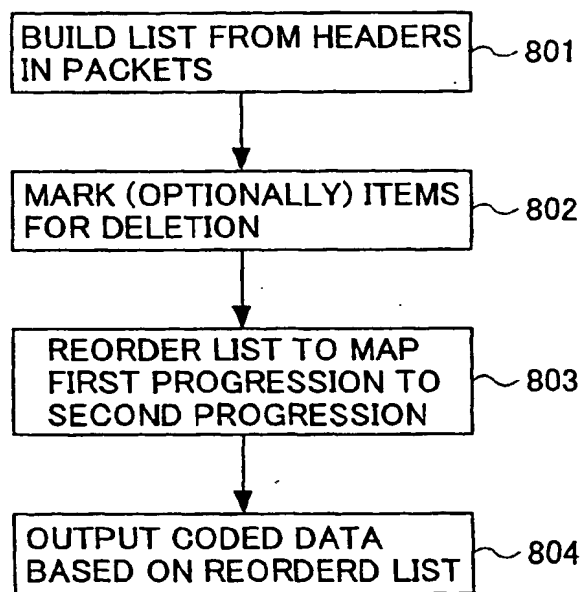 BUILD LIST FROM HEADERS
IN PACKETS
801
MARK (OPTIONALLY) ITEMS
FOR DELETION
802
REORDER LIST TO MAP
FIRST PROGRESSION TO
SECOND PROGRESSION
803
OUTPUT CODED DATA
BASED ON REORDERD LIST
804